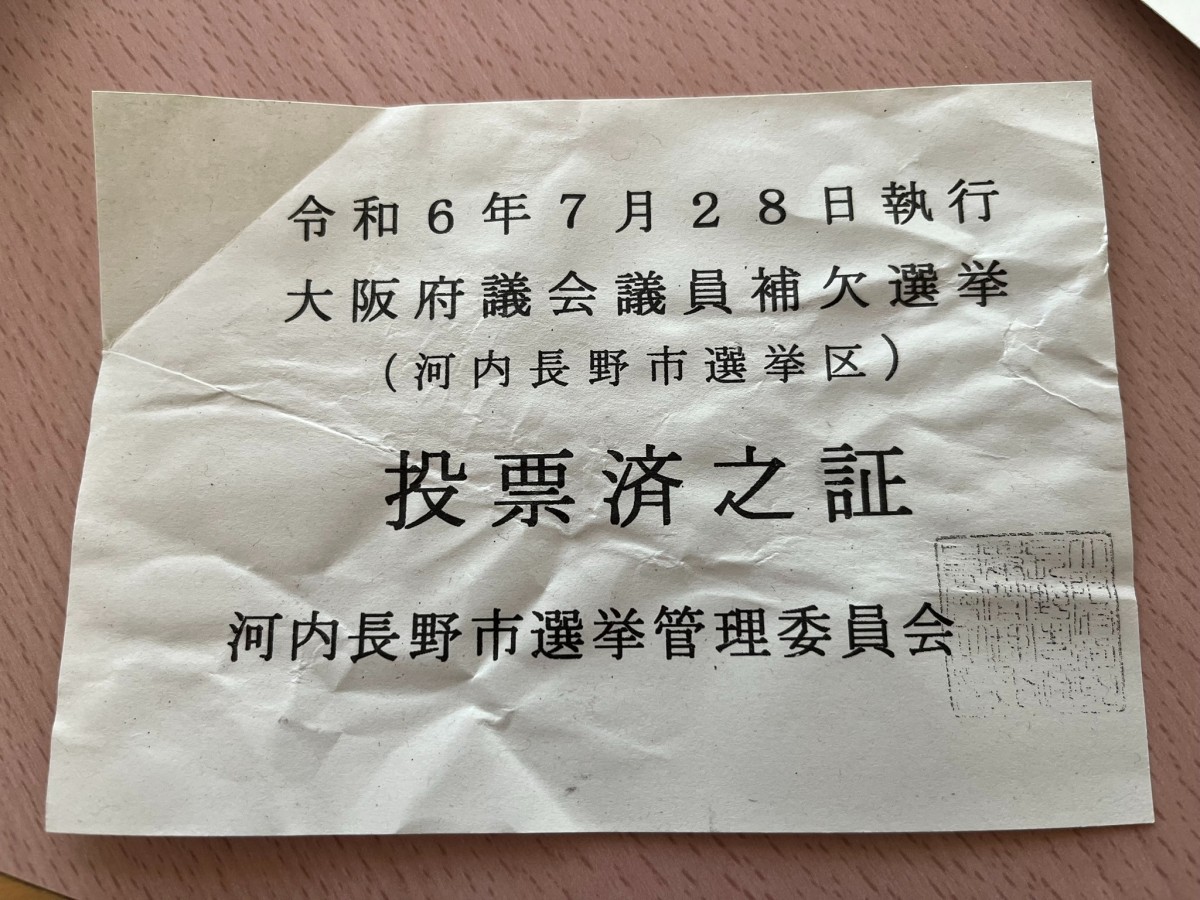 令和６年７月２８日執行
大阪府議会議員補欠選挙
（河内長野市選挙区）
投票済之証
河内長野市選挙管理委員会